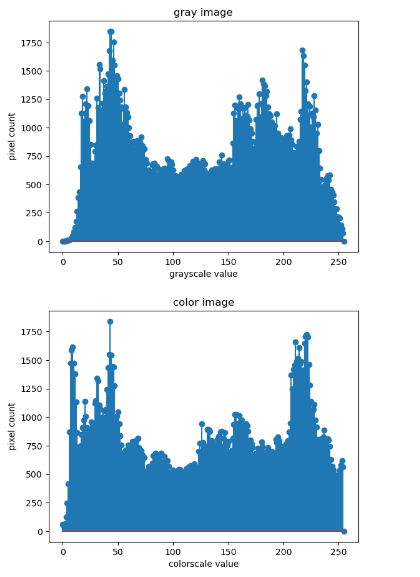 gray image
1750
1500
1250
1000
750
500
250
0
pixel count
0 50 100 150 200 250
grayscale value
color image
1750
1500
1250
1000
750
500
250
0
pixel count
0 50 100 150 200 250
colorscale value